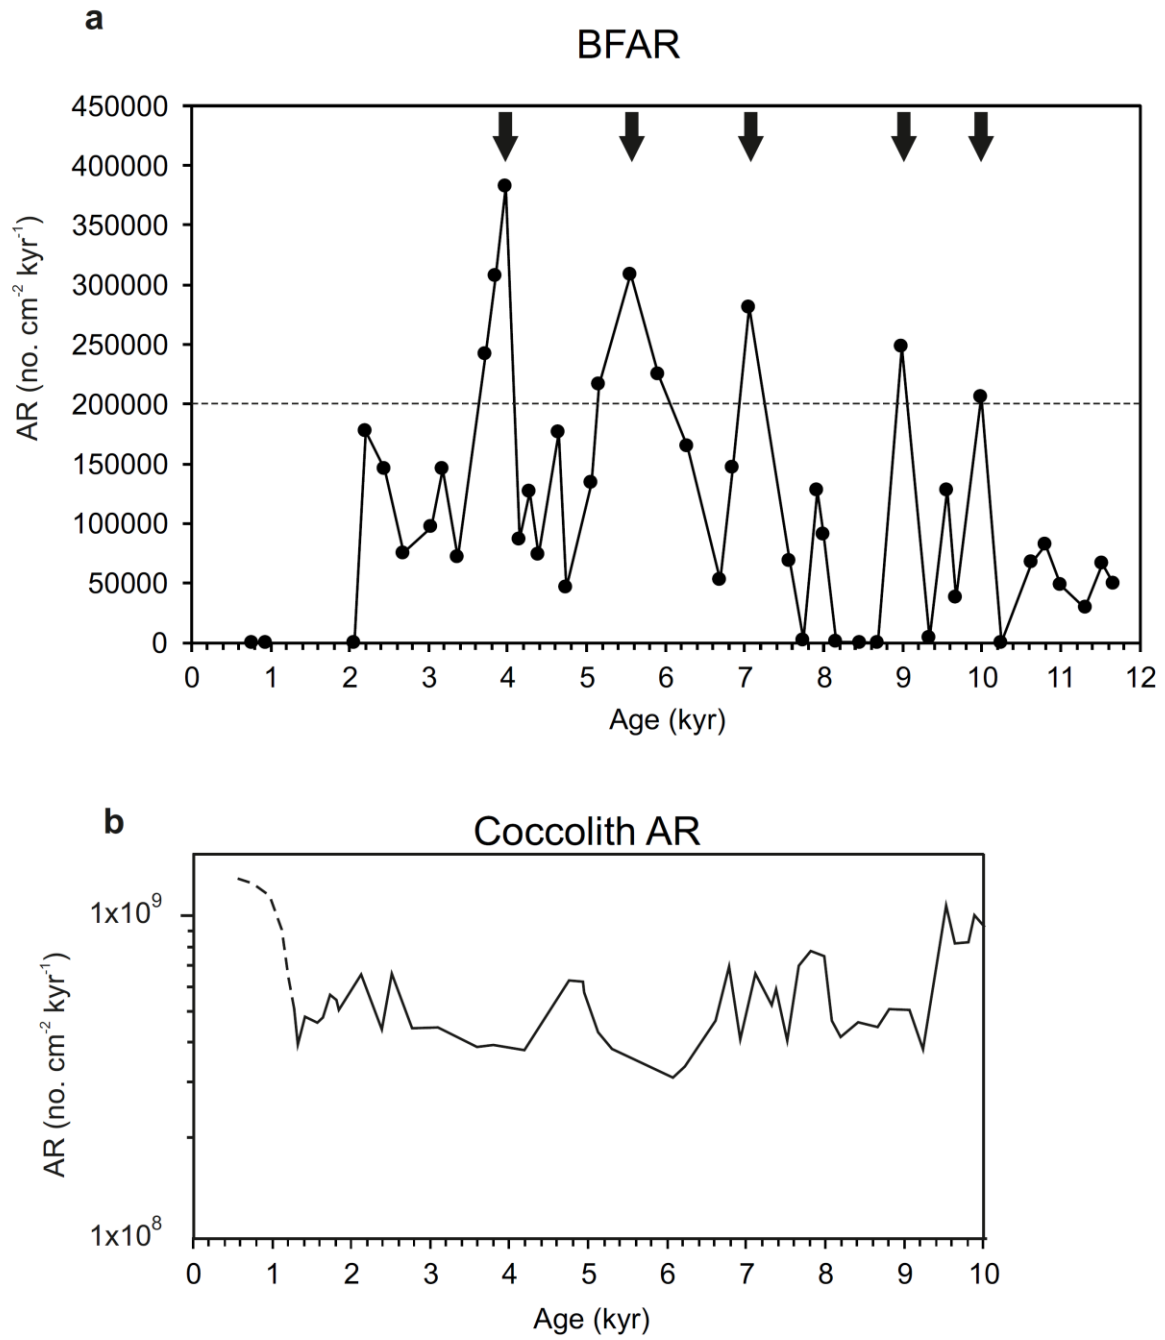 a
BFAR
450000
400000
350000
300000
250000
200000
150000
100000
50000
0
AR (no. cm⁻² kyr⁻¹)
0 1 2 3 4 5 6 7 8 9 10 11 12
Age (kyr)
b
Coccolith AR
1x10⁹
1x10⁸
AR (no. cm⁻² kyr⁻¹)
0 1 2 3 4 5 6 7 8 9 10
Age (kyr)